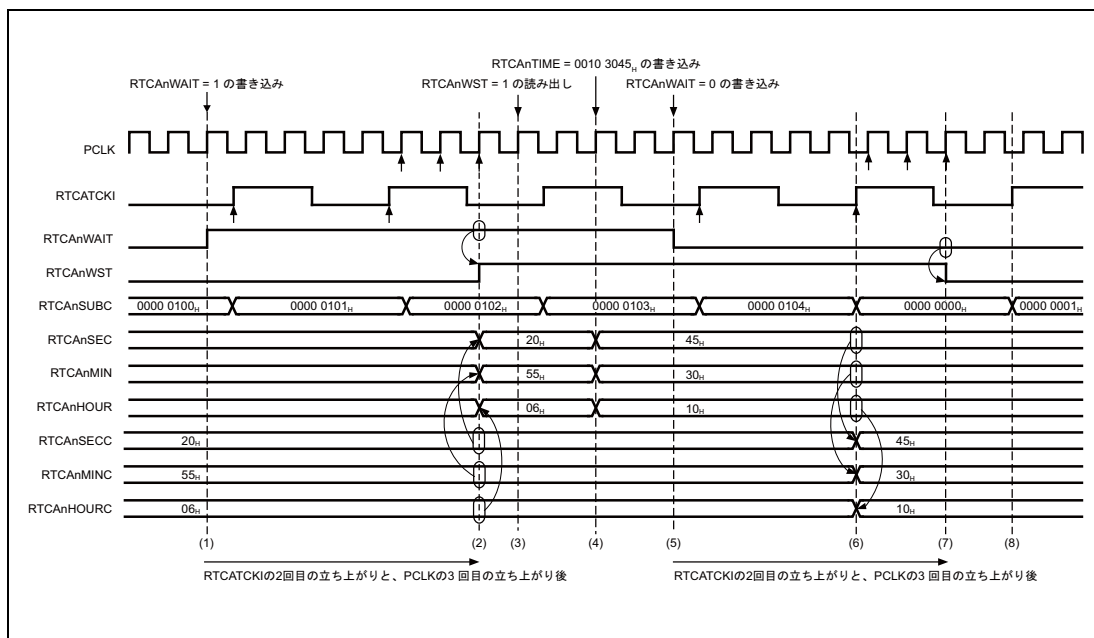 RTCAnTIME = 0010 3045H の書き込み
RTCAnWAIT = 1 の書き込み RTCAnWST = 1 の読み出し RTCAnWAIT = 0 の書き込み
PCLK
RTCATCKI
RTCAnWAIT
RTCAnWST
RTCAnSUBC 0000 0100H 0000 0101H 0000 0102H 0000 0103H 0000 0104H 0000 0000H 0000 0001H
RTCAnSEC 20H 45H
RTCAnMIN 55H 30H
RTCAnHOUR 06H 10H
RTCAnSECC 20H 45H
RTCAnMINC 55H 30H
RTCAnHOURC 06H 10H
(1) (2) (3) (4) (5) (6) (7) (8)
RTCATCKIの2回目の立ち上がりと、PCLKの3 回目の立ち上がり後 RTCATCKIの2回目の立ち上がりと、PCLKの3 回目の立ち上がり後